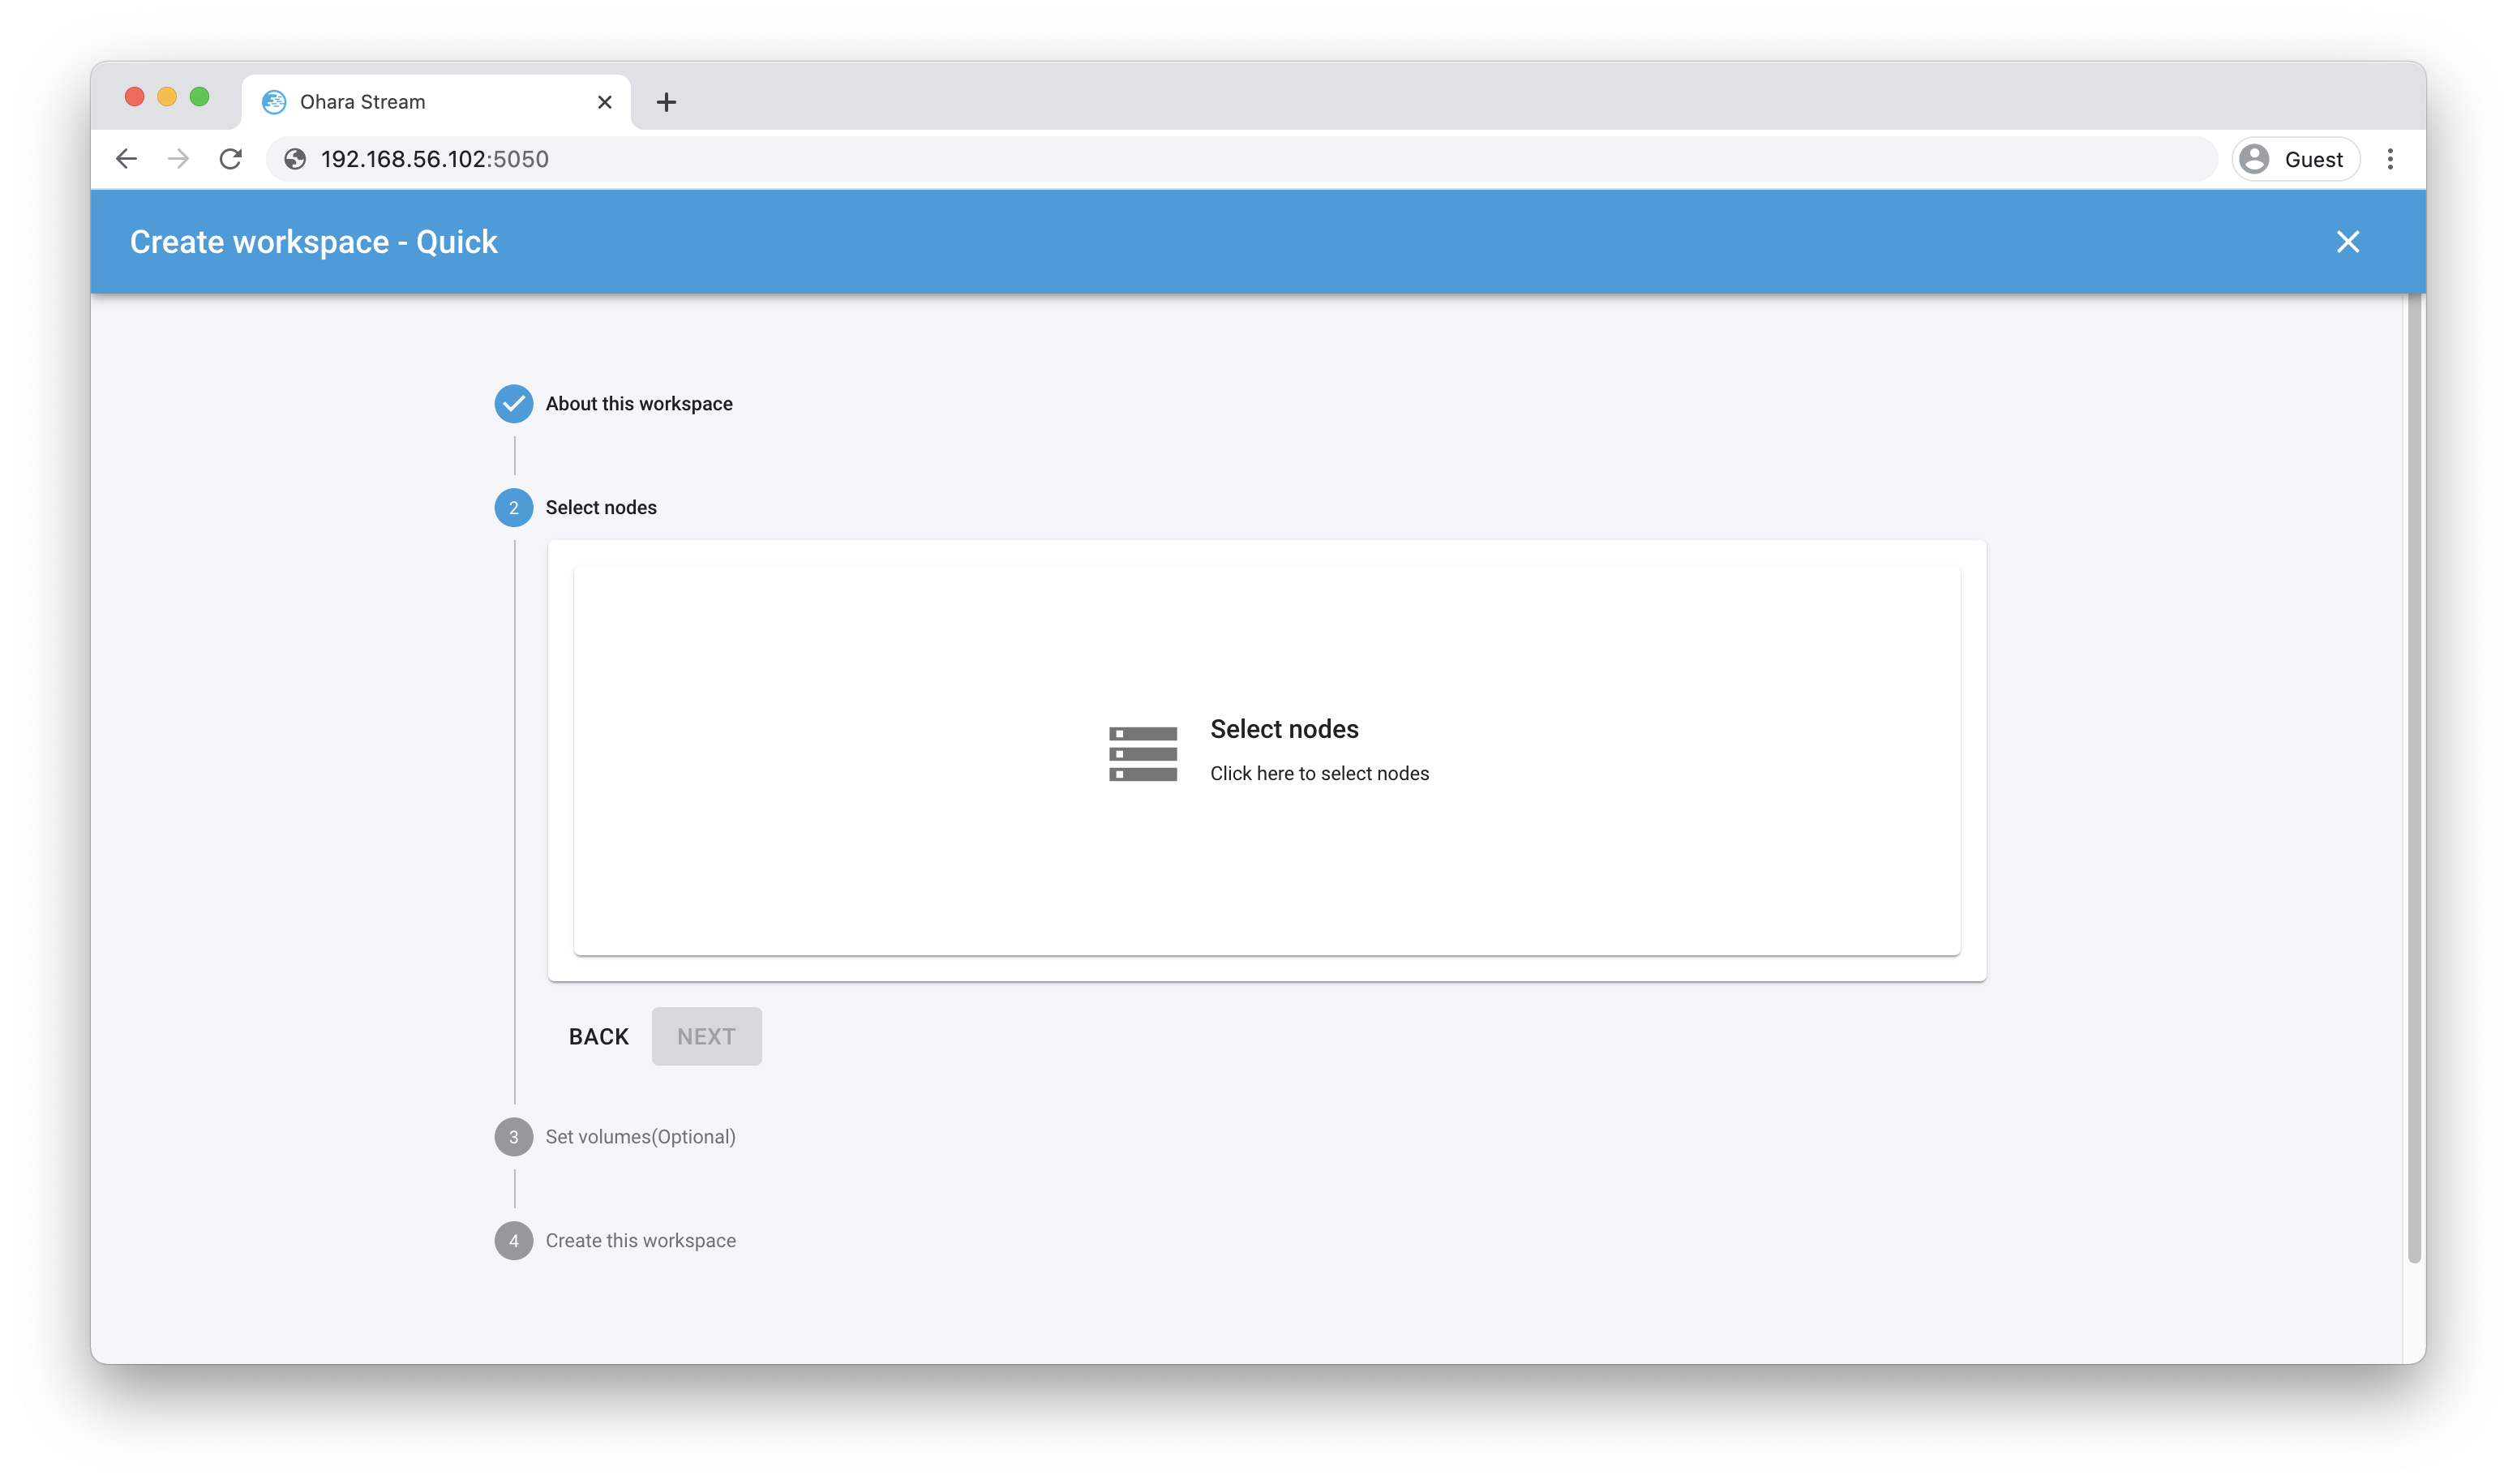 Ohara Stream
192.168.56.102:5050
Guest
Create workspace - Quick
About this workspace
2 Select nodes
Select nodes
Click here to select nodes
BACK NEXT
3 Set volumes(Optional)
4 Create this workspace